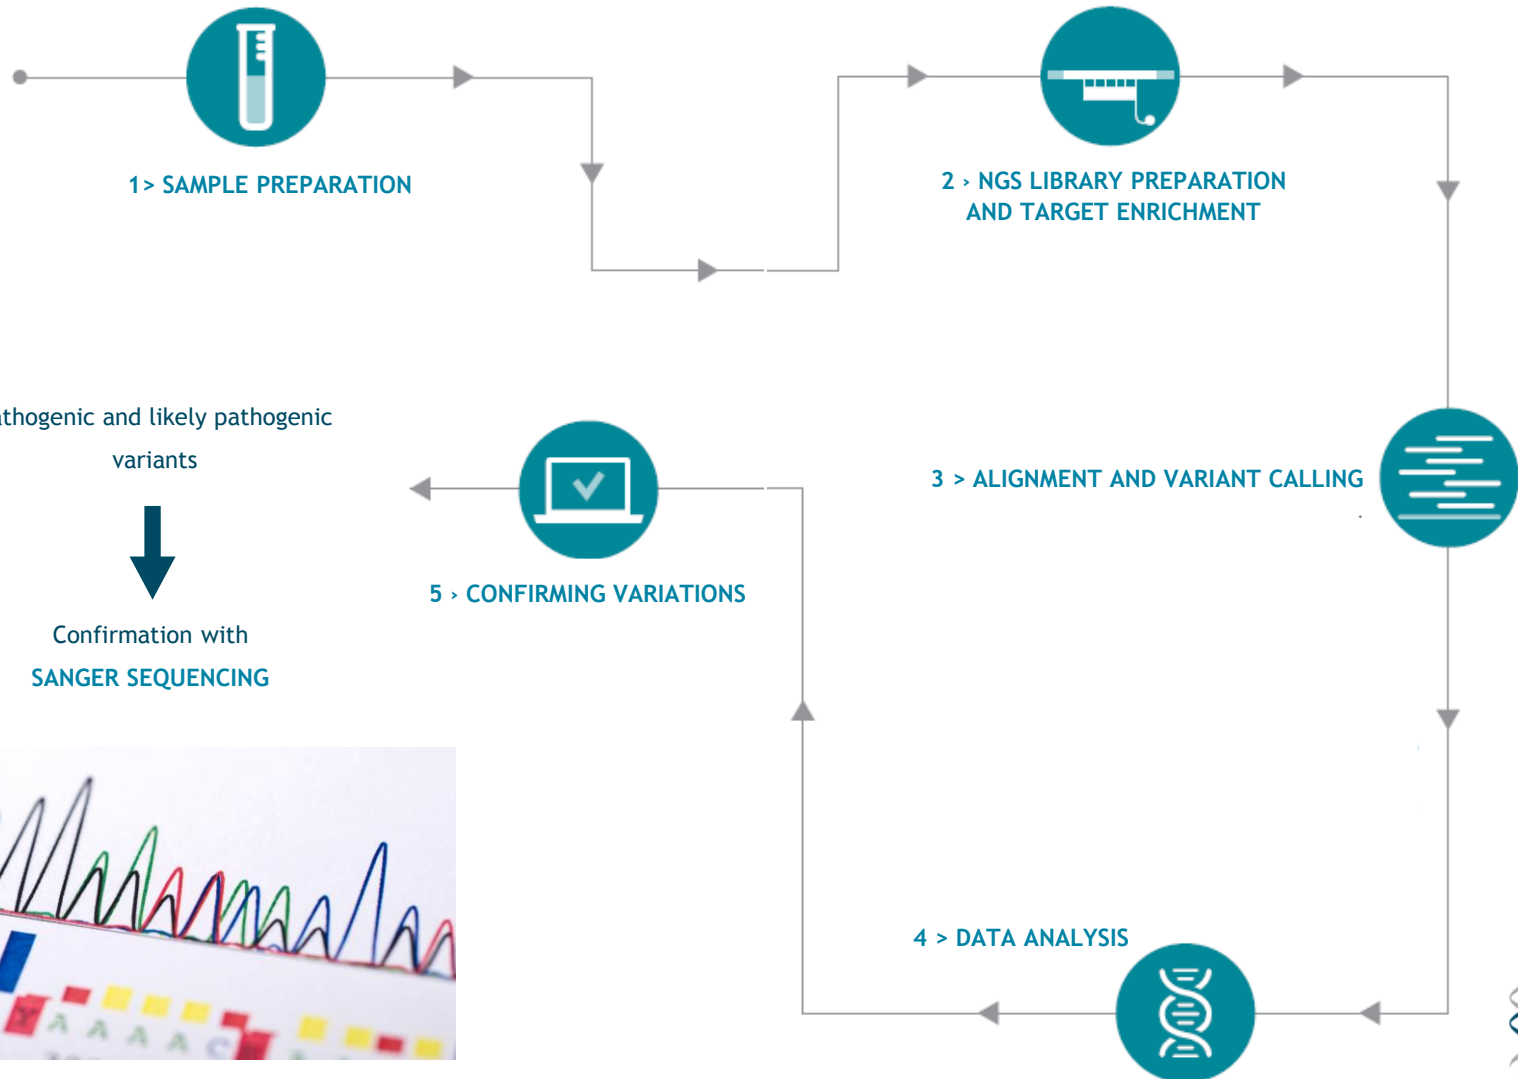 1> SAMPLE PREPARATION
2 › NGS LIBRARY PREPARATION
AND TARGET ENRICHMENT
athogenic and likely pathogenic
variants
3 > ALIGNMENT AND VARIANT CALLING
.
5 › CONFIRMING VARIATIONS
Confirmation with
SANGER SEQUENCING
4 > DATA ANALYSIS
Y A A A A C